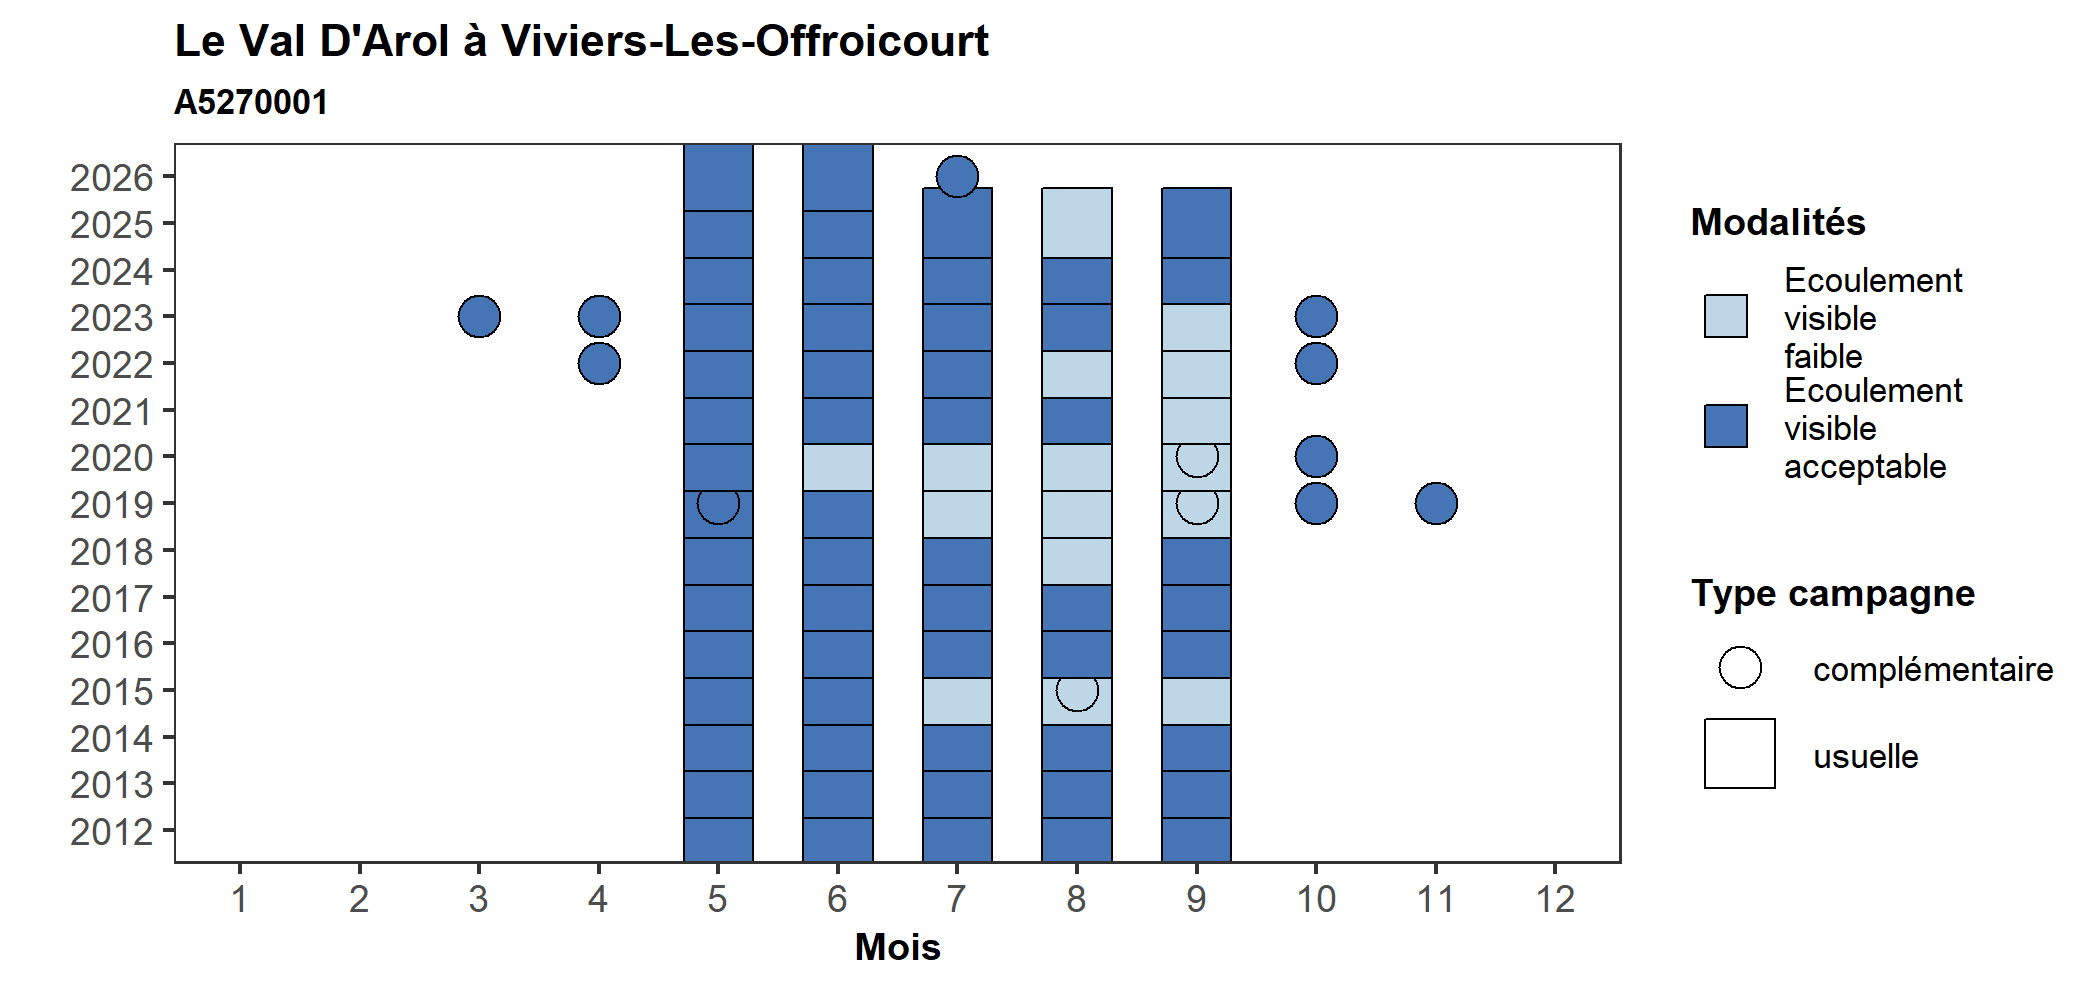 Le Val D'Arol à Viviers-Les-Offroicourt
A5270001
2026
2025
2024
2023
2022
2021
2020
2019
2018
2017
2016
2015
2014
2013
2012
1 2 3 4 5 6 7 8 9 10 11 12
Mois
Modalités
Ecoulement
visible
faible
Ecoulement
visible
acceptable
Type campagne
complémentaire
usuelle